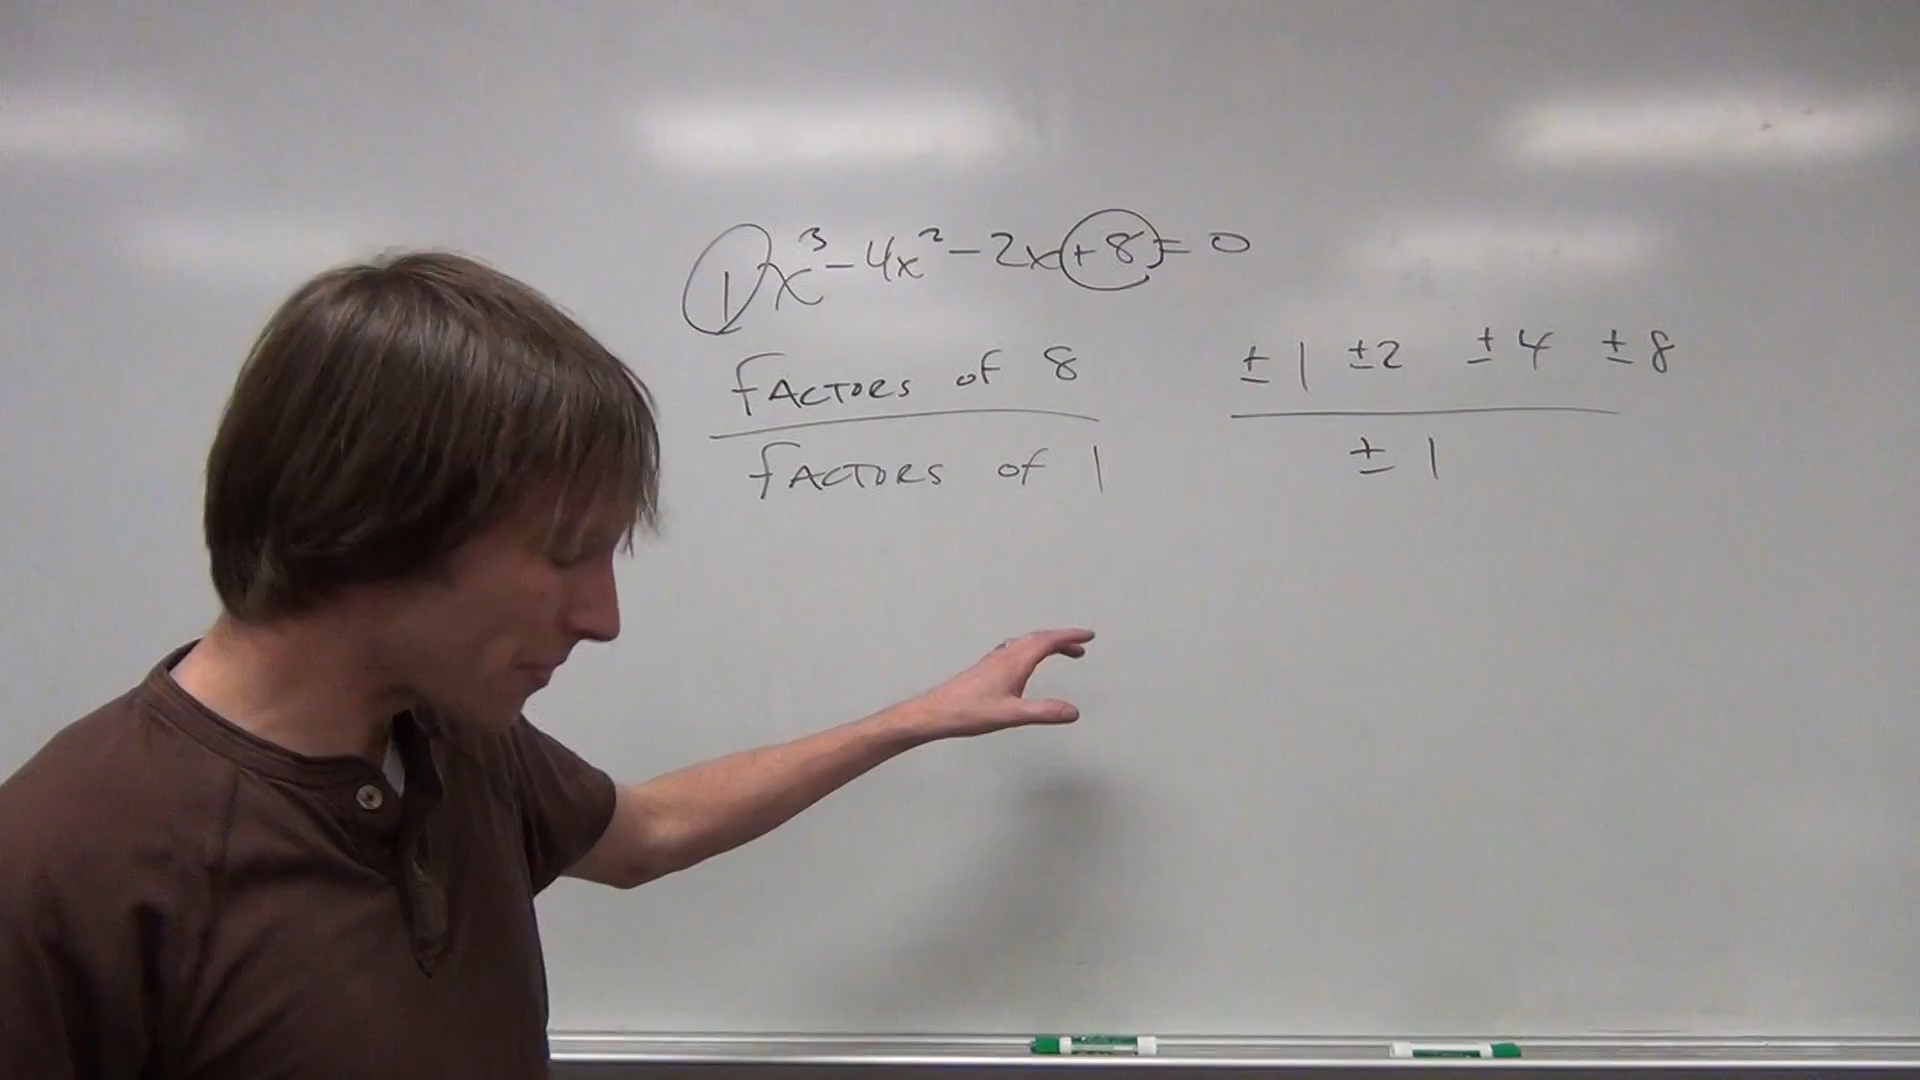 1x³ - 4x² - 2x + 8 = 0
FACTORS of 8
FACTORS of 1
± 1 ± 2 ± 4 ± 8
± 1